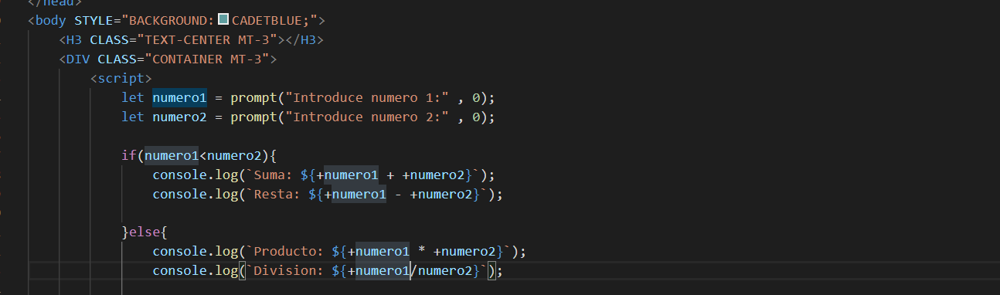 </head>
<body STYLE="BACKGROUND: CADETBLUE;">
<H3 CLASS="TEXT-CENTER MT-3"></H3>
<DIV CLASS="CONTAINER MT-3">
<script>
let numero1 = prompt("Introduce numero 1:" , 0);
let numero2 = prompt("Introduce numero 2:" , 0);
if(numero1<numero2){
console.log(`Suma: ${+numero1 + +numero2}`);
console.log(`Resta: ${+numero1 - +numero2}`);
}else{
console.log(`Producto: ${+numero1 * +numero2}`);
console.log(`Division: ${+numero1/numero2}`);